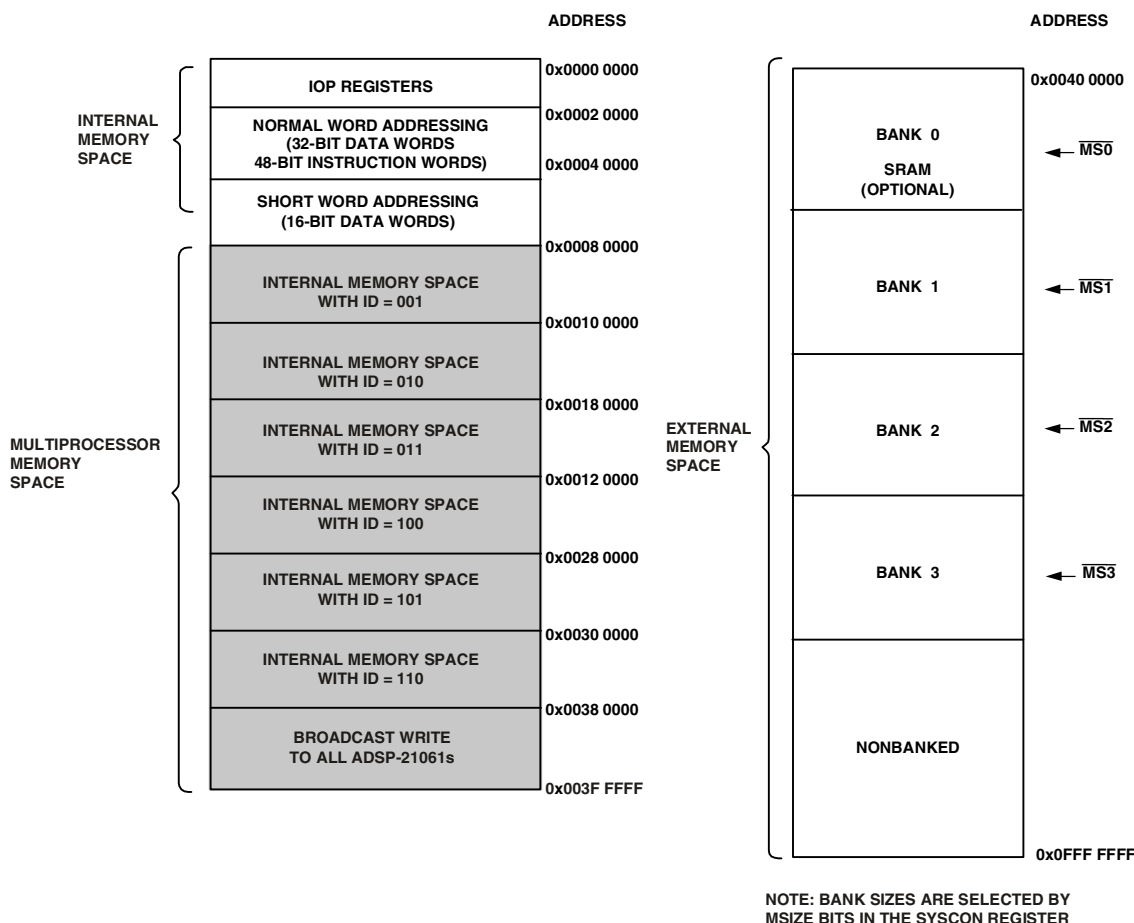 ADDRESS
0x0000 0000
IOP REGISTERS
0x0002 0000
INTERNAL
MEMORY
SPACE
NORMAL WORD ADDRESSING
(32-BIT DATA WORDS
48-BIT INSTRUCTION WORDS)
0x0004 0000
SHORT WORD ADDRESSING
(16-BIT DATA WORDS)
0x0008 0000
INTERNAL MEMORY SPACE
WITH ID = 001
0x0010 0000
INTERNAL MEMORY SPACE
WITH ID = 010
0x0018 0000
MULTIPROCESSOR
MEMORY
SPACE
INTERNAL MEMORY SPACE
WITH ID = 011
0x0012 0000
INTERNAL MEMORY SPACE
WITH ID = 100
0x0028 0000
INTERNAL MEMORY SPACE
WITH ID = 101
0x0030 0000
INTERNAL MEMORY SPACE
WITH ID = 110
0x0038 0000
BROADCAST WRITE
TO ALL ADSP-21061s
0x003F FFFF
ADDRESS
0x0040 0000
BANK 0
SRAM
(OPTIONAL)
MS0
BANK 1
MS1
EXTERNAL
MEMORY
SPACE
BANK 2
MS2
BANK 3
MS3
NONBANKED
0x0FFF FFFF
NOTE: BANK SIZES ARE SELECTED BY
MSIZE BITS IN THE SYSCON REGISTER